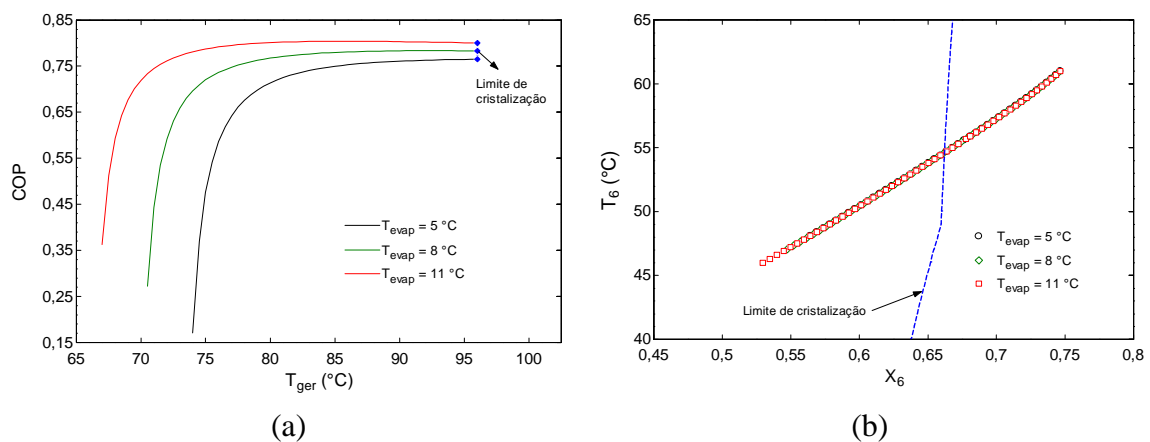 0,85
0,75
0,65
0,55
0,45
0,35
0,25
0,15
COP
65 70 75 80 85 90 95 100
T_ger (°C)
Limite de
cristalização
T_evap = 5 °C
T_evap = 8 °C
T_evap = 11 °C
(a)
65
60
55
50
45
40
T_6 (°C)
0,45 0,5 0,55 0,6 0,65 0,7 0,75 0,8
X_6
Limite de cristalização
T_evap = 5 °C
T_evap = 8 °C
T_evap = 11 °C
(b)